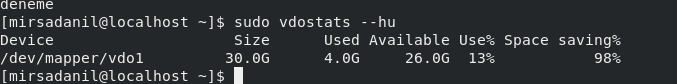 deneme
[mirsadanil@localhost ~]$ sudo vdostats --hu
Device Size Used Available Use% Space saving%
/dev/mapper/vdo1 30.0G 4.0G 26.0G 13% 98%
[mirsadanil@localhost ~]$